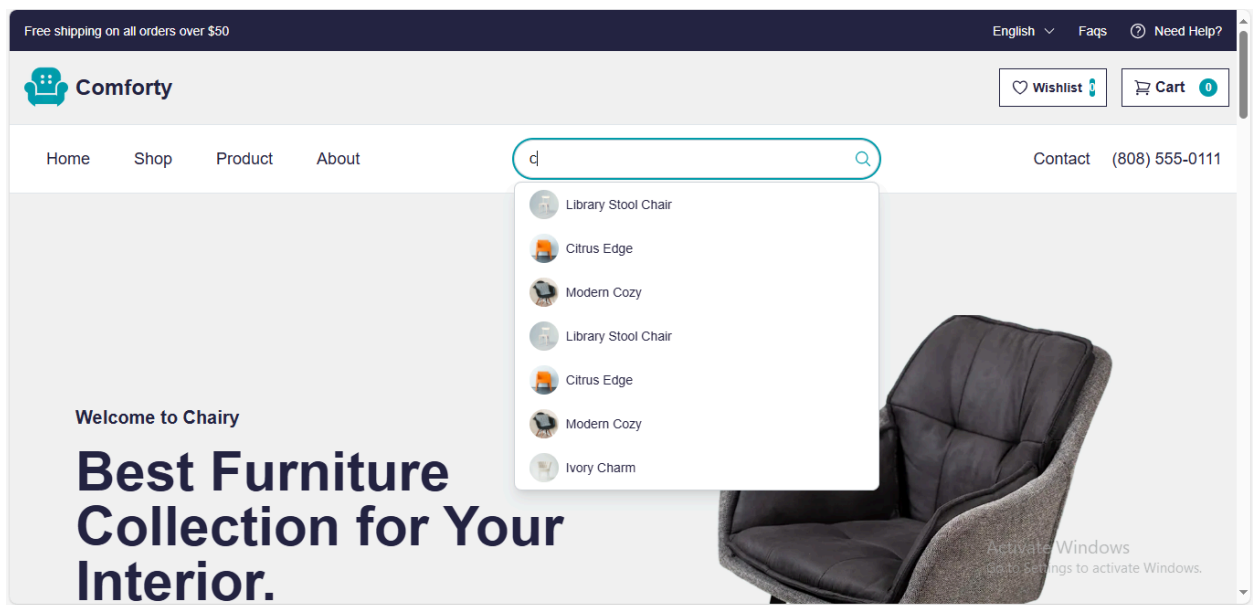 Free shipping on all orders over $50
English
Faqs
Need Help?
Comforty
Wishlist
Cart 0
Home
Shop
Product
About
c
Contact
(808) 555-0111
Library Stool Chair
Citrus Edge
Modern Cozy
Library Stool Chair
Citrus Edge
Modern Cozy
Ivory Charm
Welcome to Chairy
Best Furniture
Collection for Your
Interior.
Activate Windows
Go to Settings to activate Windows.